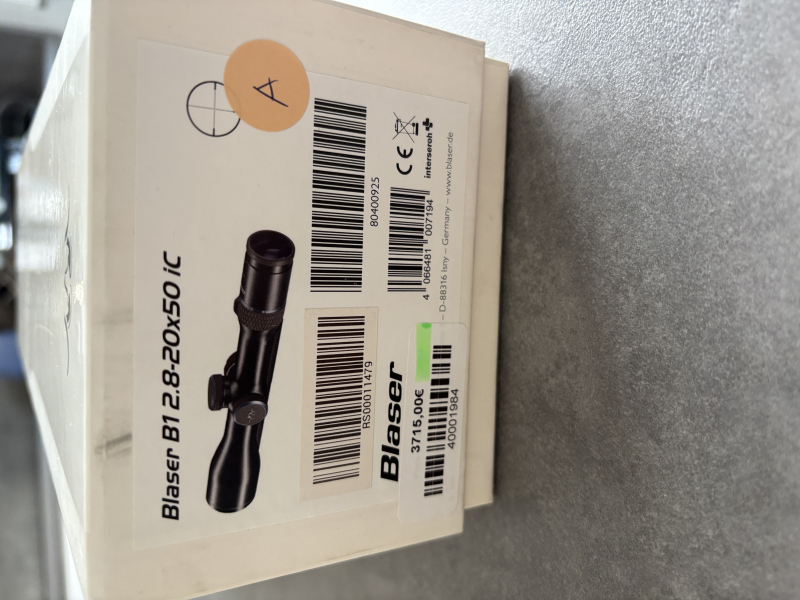 Blaser B1 2.8-20x50 iC
A
RS00011479
80400925
Blaser
4 066481 007194
CE
interseroh
– D-88316 Isny – Germany – www.blaser.de
3715,00€
40001984